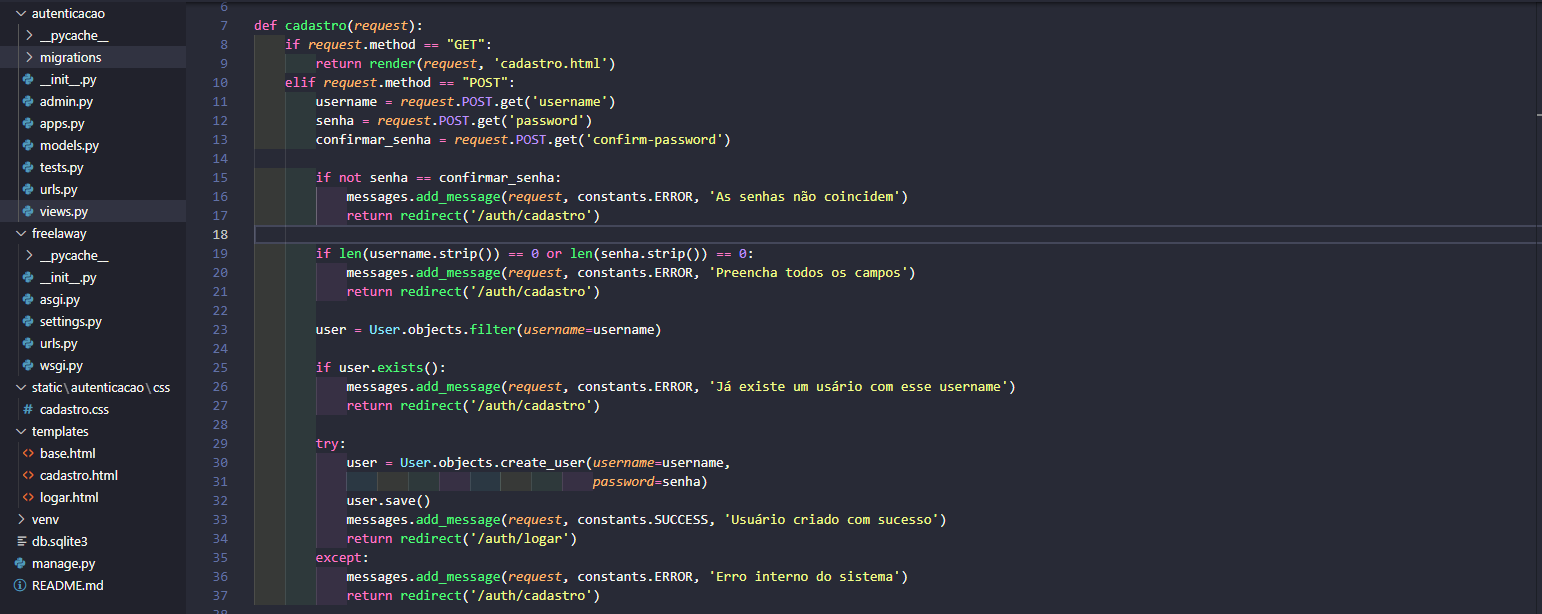 autenticacao
__pycache__
migrations
__init__.py
admin.py
apps.py
models.py
tests.py
urls.py
views.py
freelaway
__pycache__
__init__.py
asgi.py
settings.py
urls.py
wsgi.py
static\autenticacao\css
# cadastro.css
templates
<> base.html
<> cadastro.html
<> logar.html
venv
db.sqlite3
manage.py
README.md
6
7 def cadastro(request):
8 if request.method == "GET":
9 return render(request, 'cadastro.html')
10 elif request.method == "POST":
11 username = request.POST.get('username')
12 senha = request.POST.get('password')
13 confirmar_senha = request.POST.get('confirm-password')
14
15 if not senha == confirmar_senha:
16 messages.add_message(request, constants.ERROR, 'As senhas não coincidem')
17 return redirect('/auth/cadastro')
18
19 if len(username.strip()) == 0 or len(senha.strip()) == 0:
20 messages.add_message(request, constants.ERROR, 'Preencha todos os campos')
21 return redirect('/auth/cadastro')
22
23 user = User.objects.filter(username=username)
24
25 if user.exists():
26 messages.add_message(request, constants.ERROR, 'Já existe um usário com esse username')
27 return redirect('/auth/cadastro')
28
29 try:
30 user = User.objects.create_user(username=username,
31 password=senha)
32 user.save()
33 messages.add_message(request, constants.SUCCESS, 'Usuário criado com sucesso')
34 return redirect('/auth/logar')
35 except:
36 messages.add_message(request, constants.ERROR, 'Erro interno do sistema')
37 return redirect('/auth/cadastro')
38